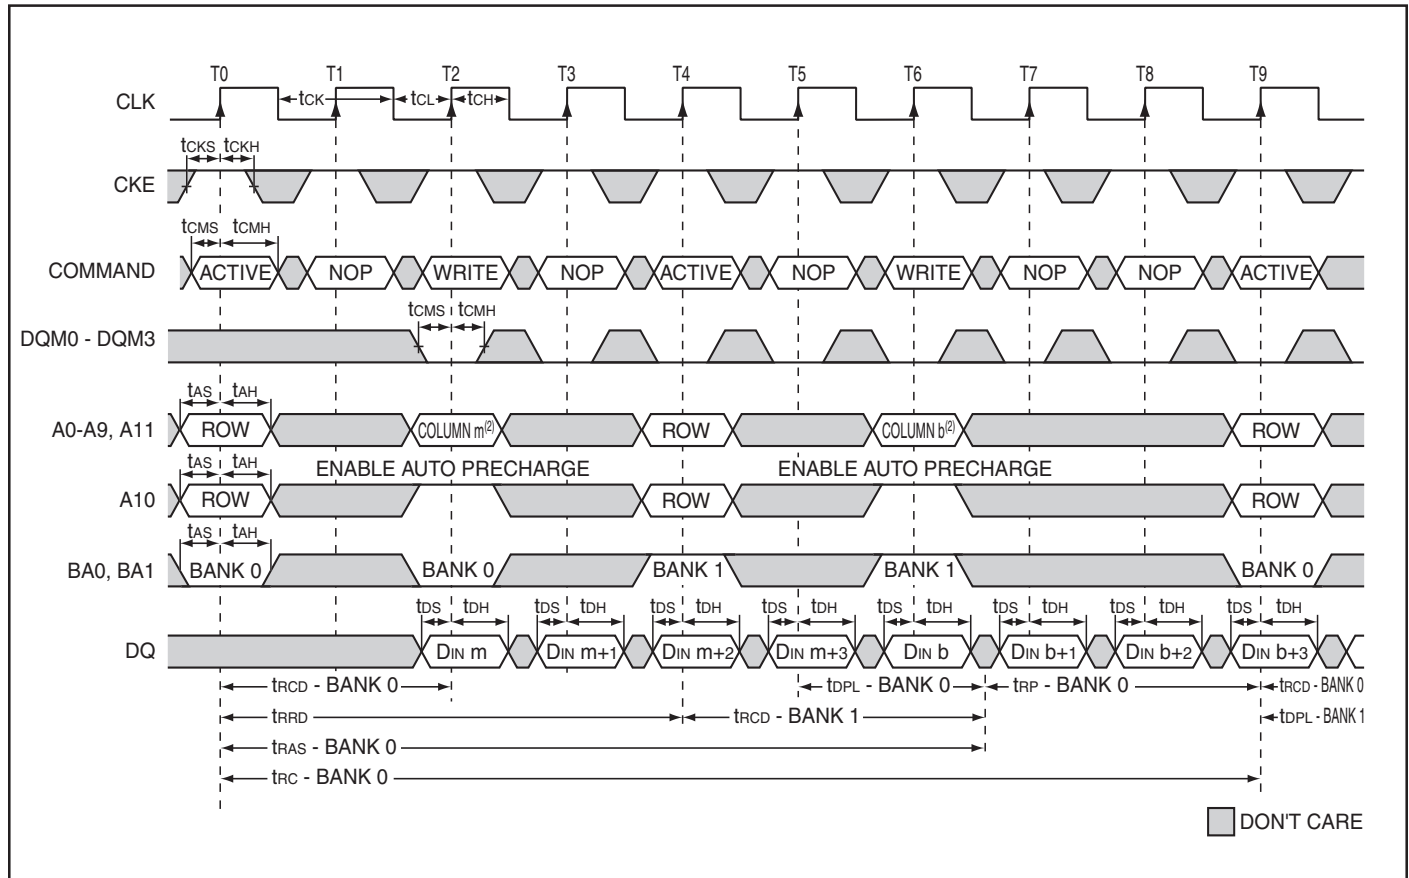 T0 T1 T2 T3 T4 T5 T6 T7 T8 T9
CLK tCK tCL tCH
tCKS tCKH
CKE
tCMS tCMH
COMMAND ACTIVE NOP WRITE NOP ACTIVE NOP WRITE NOP NOP ACTIVE
tCMS tCMH
DQM0 - DQM3
tAS tAH
A0-A9, A11 ROW COLUMN m(2) ROW COLUMN b(2) ROW
tAS tAH ENABLE AUTO PRECHARGE ENABLE AUTO PRECHARGE
A10 ROW ROW ROW
tAS tAH
BA0, BA1 BANK 0 BANK 0 BANK 1 BANK 1 BANK 0
tDS tDH tDS tDH tDS tDH tDS tDH tDS tDH tDS tDH tDS tDH tDS tDH
DQ DIN m DIN m+1 DIN m+2 DIN m+3 DIN b DIN b+1 DIN b+2 DIN b+3
tRCD - BANK 0 tDPL - BANK 0 tRP - BANK 0 tRCD - BANK 0
tRRD tRCD - BANK 1 tDPL - BANK 1
tRAS - BANK 0
tRC - BANK 0
DON'T CARE